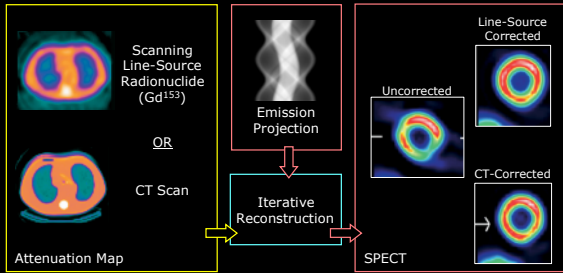 Scanning
Line-Source
Radionuclide
(Gd¹⁵³)
OR
CT Scan
Attenuation Map
Emission
Projection
Iterative
Reconstruction
Uncorrected
Line-Source
Corrected
CT-Corrected
SPECT